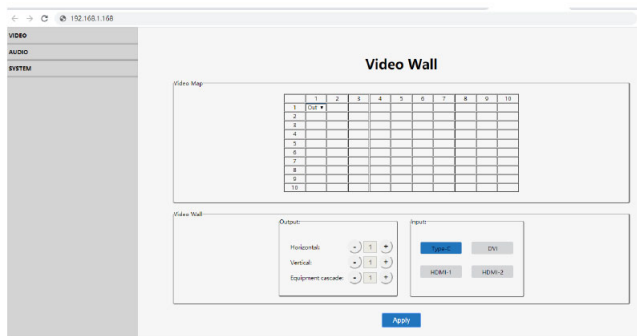 192.168.1.168
VIDEO
AUDIO
SYSTEM
Video Wall
Video Map
1 2 3 4 5 6 7 8 9 10
1 Out
2
3
4
5
6
7
8
9
10
Video Wall
Output:
Horizontal: - 1 +
Vertical: - 1 +
Equipment cascade: - 1 +
Input:
Type-C DVI
HDMI-1 HDMI-2
Apply